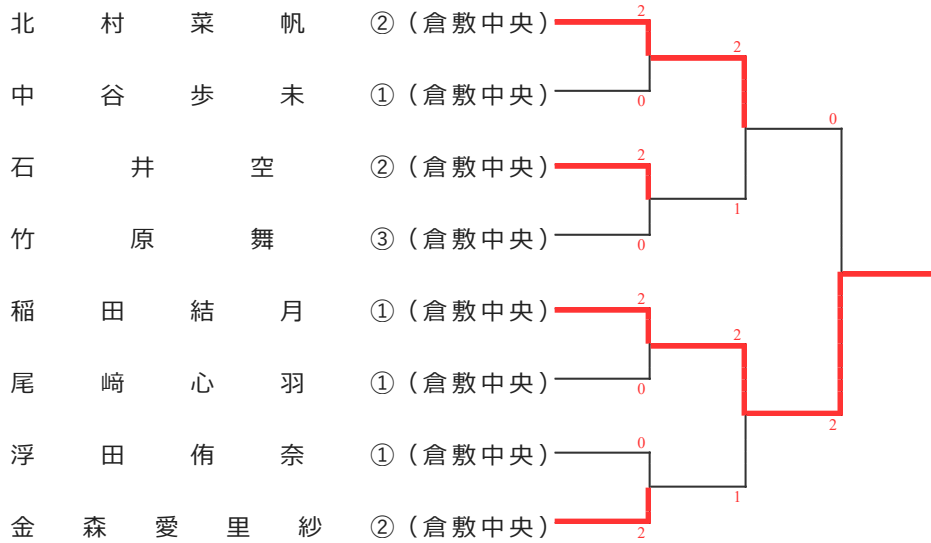 北村菜帆 ②（倉敷中央） 2
2
中谷歩未 ①（倉敷中央） 0
0
石井空 ②（倉敷中央） 2
1
竹原舞 ③（倉敷中央） 0
稲田結月 ①（倉敷中央） 2
2
尾﨑心羽 ①（倉敷中央） 0
2
浮田侑奈 ①（倉敷中央） 0
1
金森愛里紗 ②（倉敷中央） 2